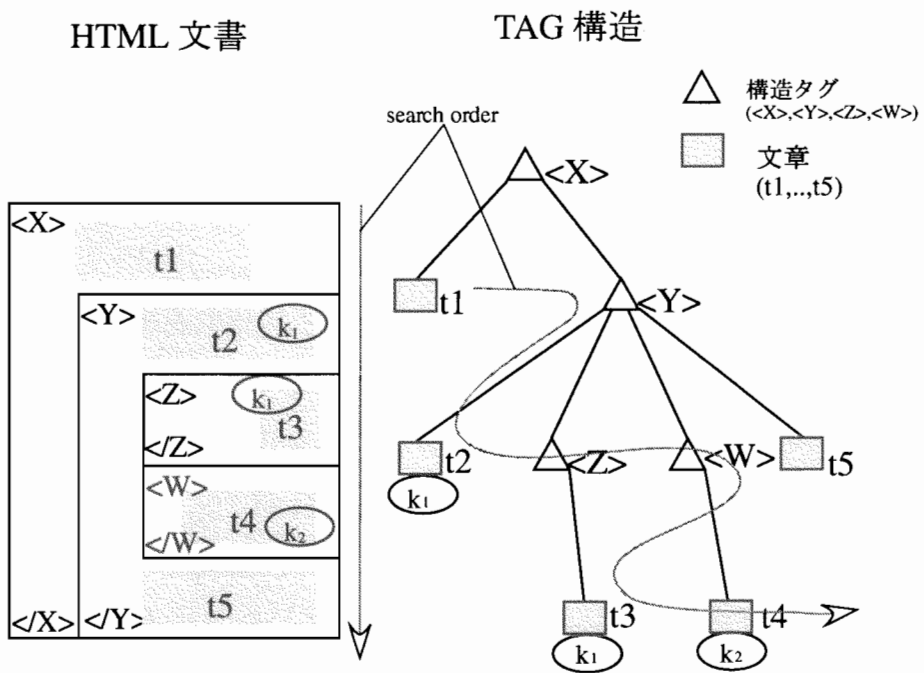 HTML 文書
TAG 構造
構造タグ
(<X>,<Y>,<Z>,<W>)
文章
(t1,..,t5)
search order
<X>
t1
<Y>
t2
k1
<Z>
k1
t3
</Z>
<W>
t4
k2
</W>
t5
</X>
</Y>
<X>
t1
<Y>
t2
k1
<Z>
<W>
t5
t3
k1
t4
k2